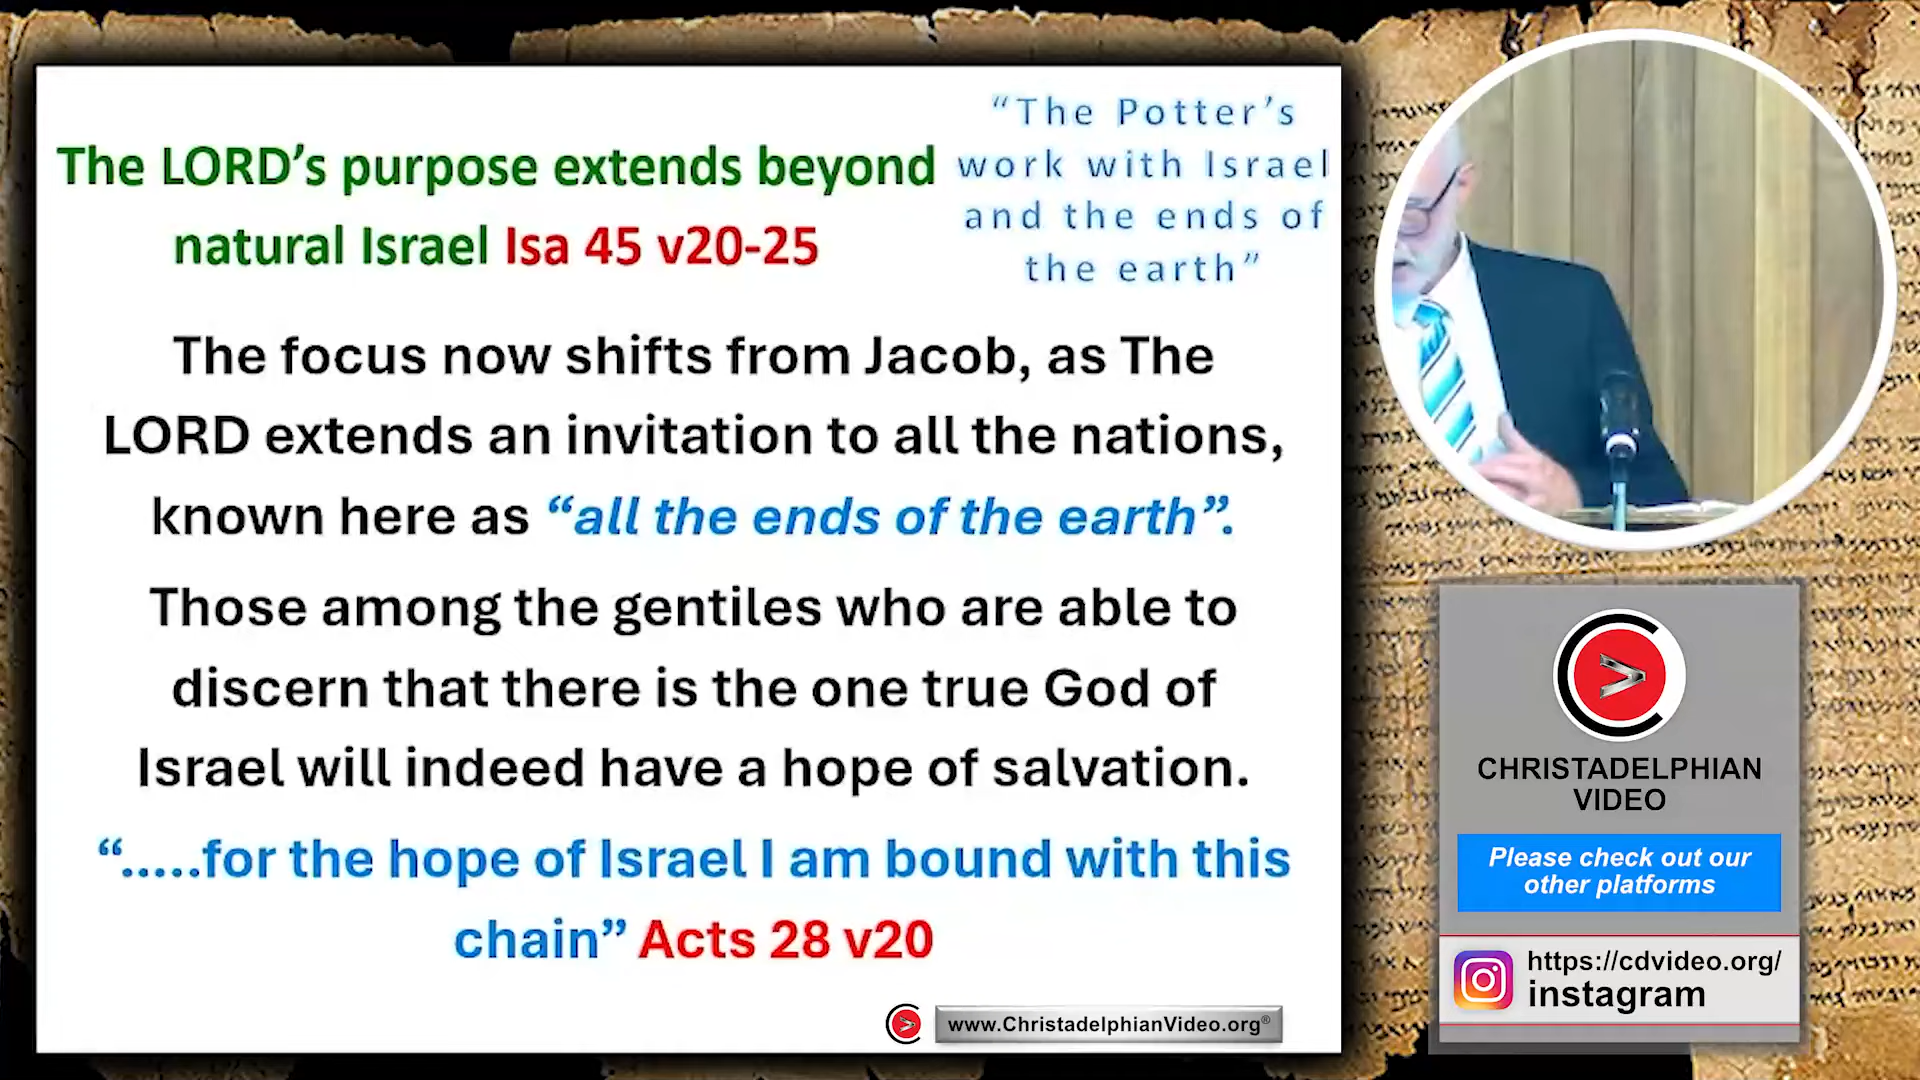 The LORD’s purpose extends beyond
natural Israel Isa 45 v20-25
“The Potter’s
work with Israel
and the ends of
the earth”
The focus now shifts from Jacob, as The
LORD extends an invitation to all the nations,
known here as “all the ends of the earth”.
Those among the gentiles who are able to
discern that there is the one true God of
Israel will indeed have a hope of salvation.
“.....for the hope of Israel I am bound with this
chain” Acts 28 v20
www.ChristadelphianVideo.org®
CHRISTADELPHIAN
VIDEO
Please check out our
other platforms
https://cdvideo.org/
instagram